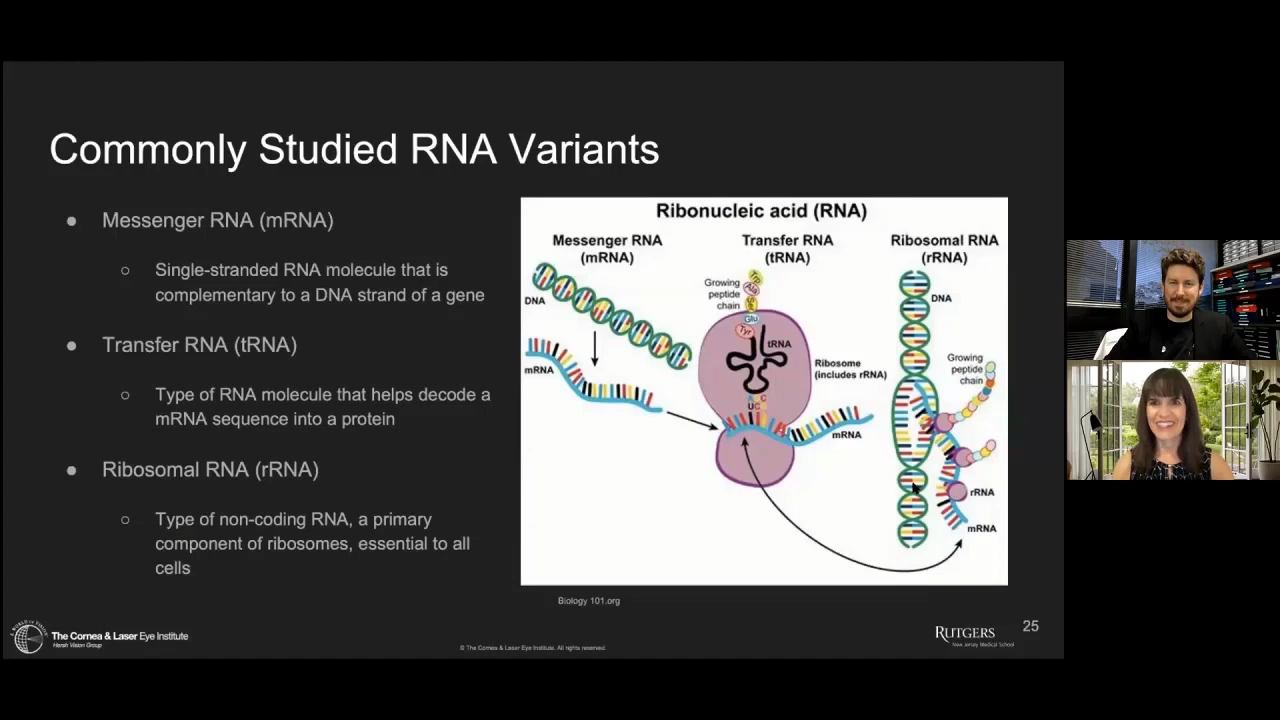 Commonly Studied RNA Variants
● Messenger RNA (mRNA)
○ Single-stranded RNA molecule that is
complementary to a DNA strand of a gene
● Transfer RNA (tRNA)
○ Type of RNA molecule that helps decode a
mRNA sequence into a protein
● Ribosomal RNA (rRNA)
○ Type of non-coding RNA, a primary
component of ribosomes, essential to all
cells
Ribonucleic acid (RNA)
Messenger RNA
(mRNA)
DNA
mRNA
Transfer RNA
(tRNA)
Growing
peptide
chain
Trp
Ala
Glu
Tyr
tRNA
Ribosome
(includes rRNA)
mRNA
Ribosomal RNA
(rRNA)
DNA
Growing
peptide
chain
rRNA
mRNA
Biology 101.org
The Cornea & Laser Eye Institute
Hersh Vision Group
© The Cornea & Laser Eye Institute. All rights reserved.
RUTGERS
New Jersey Medical School
25